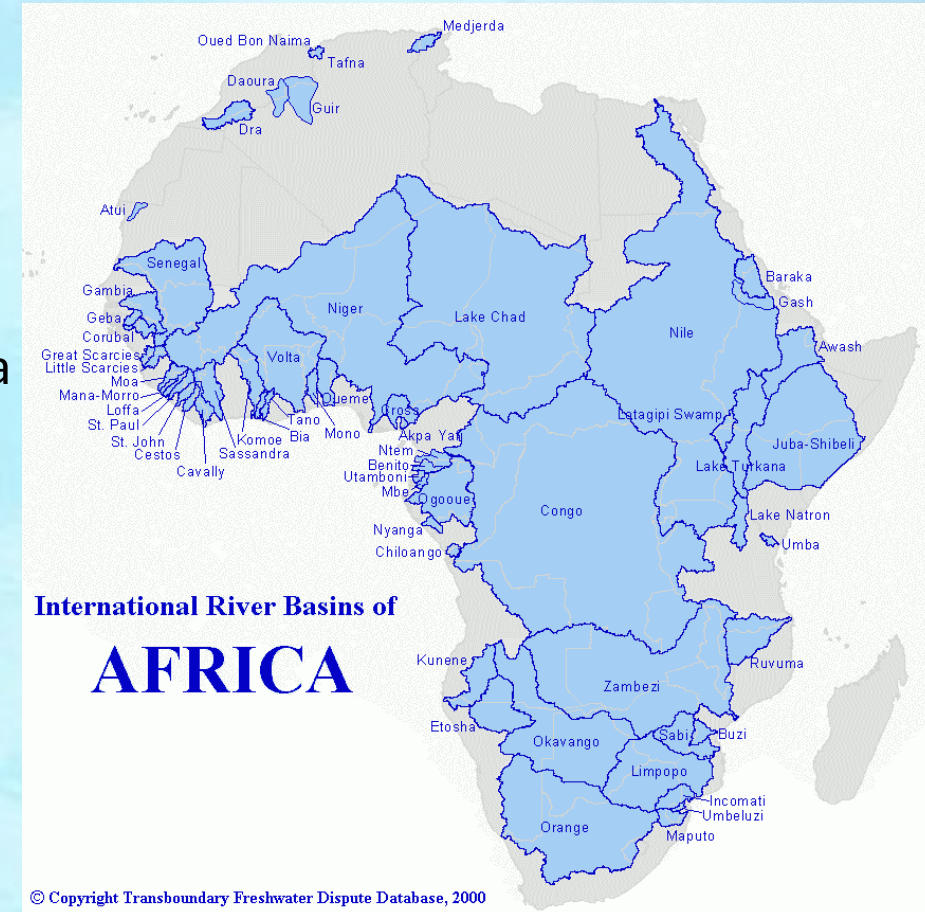 Medjerda
Oued Bon Naima
Tafna
Daoura
Guir
Dra
Atui
Senegal
Gambia
Geba
Corubal
Great Scarcies
Little Scarcies
Moa
Mana-Morro
Loffa
St. Paul
St. John
Cestos
Cavally
Sassandra
Komoe
Bia
Tano
Mono
Oueme
Volta
Niger
Lake Chad
Nile
Baraka
Gash
Awash
Cross
Latagipi Swamp
Juba-Shibeli
Lake Turkana
Lake Natron
Umba
Ntem
Benito
Utamboni
Mbe
Ogooue
Nyanga
Chiloango
Congo
a
International River Basins of
AFRICA
Kunene
Etosha
Zambezi
Ruvuma
Okavango
Sabi
Buzi
Limpopo
Incomati
Umbeluzi
Maputo
Orange
© Copyright Transboundary Freshwater Dispute Database, 2000